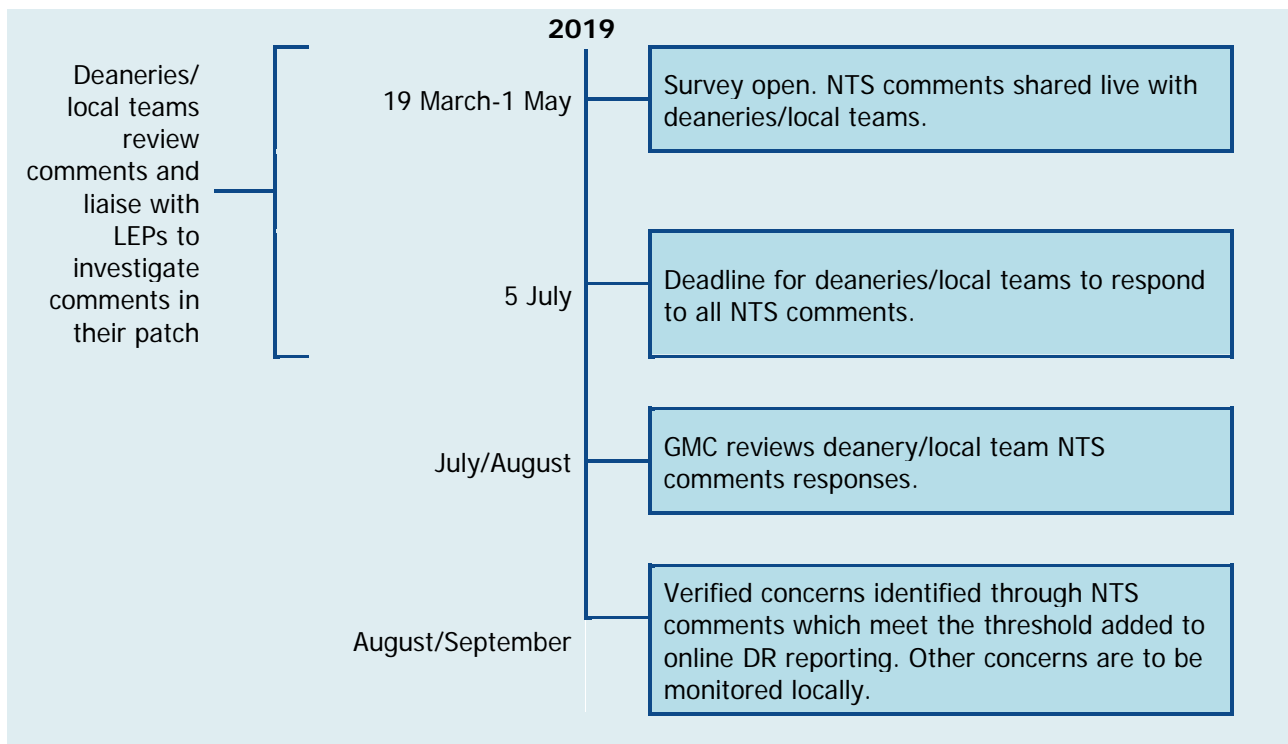 2019
Deaneries/
local teams
review
comments and
liaise with
LEPs to
investigate
comments in
their patch
19 March-1 May
Survey open. NTS comments shared live with
deaneries/local teams.
5 July
Deadline for deaneries/local teams to respond
to all NTS comments.
July/August
GMC reviews deanery/local team NTS
comments responses.
August/September
Verified concerns identified through NTS
comments which meet the threshold added to
online DR reporting. Other concerns are to be
monitored locally.